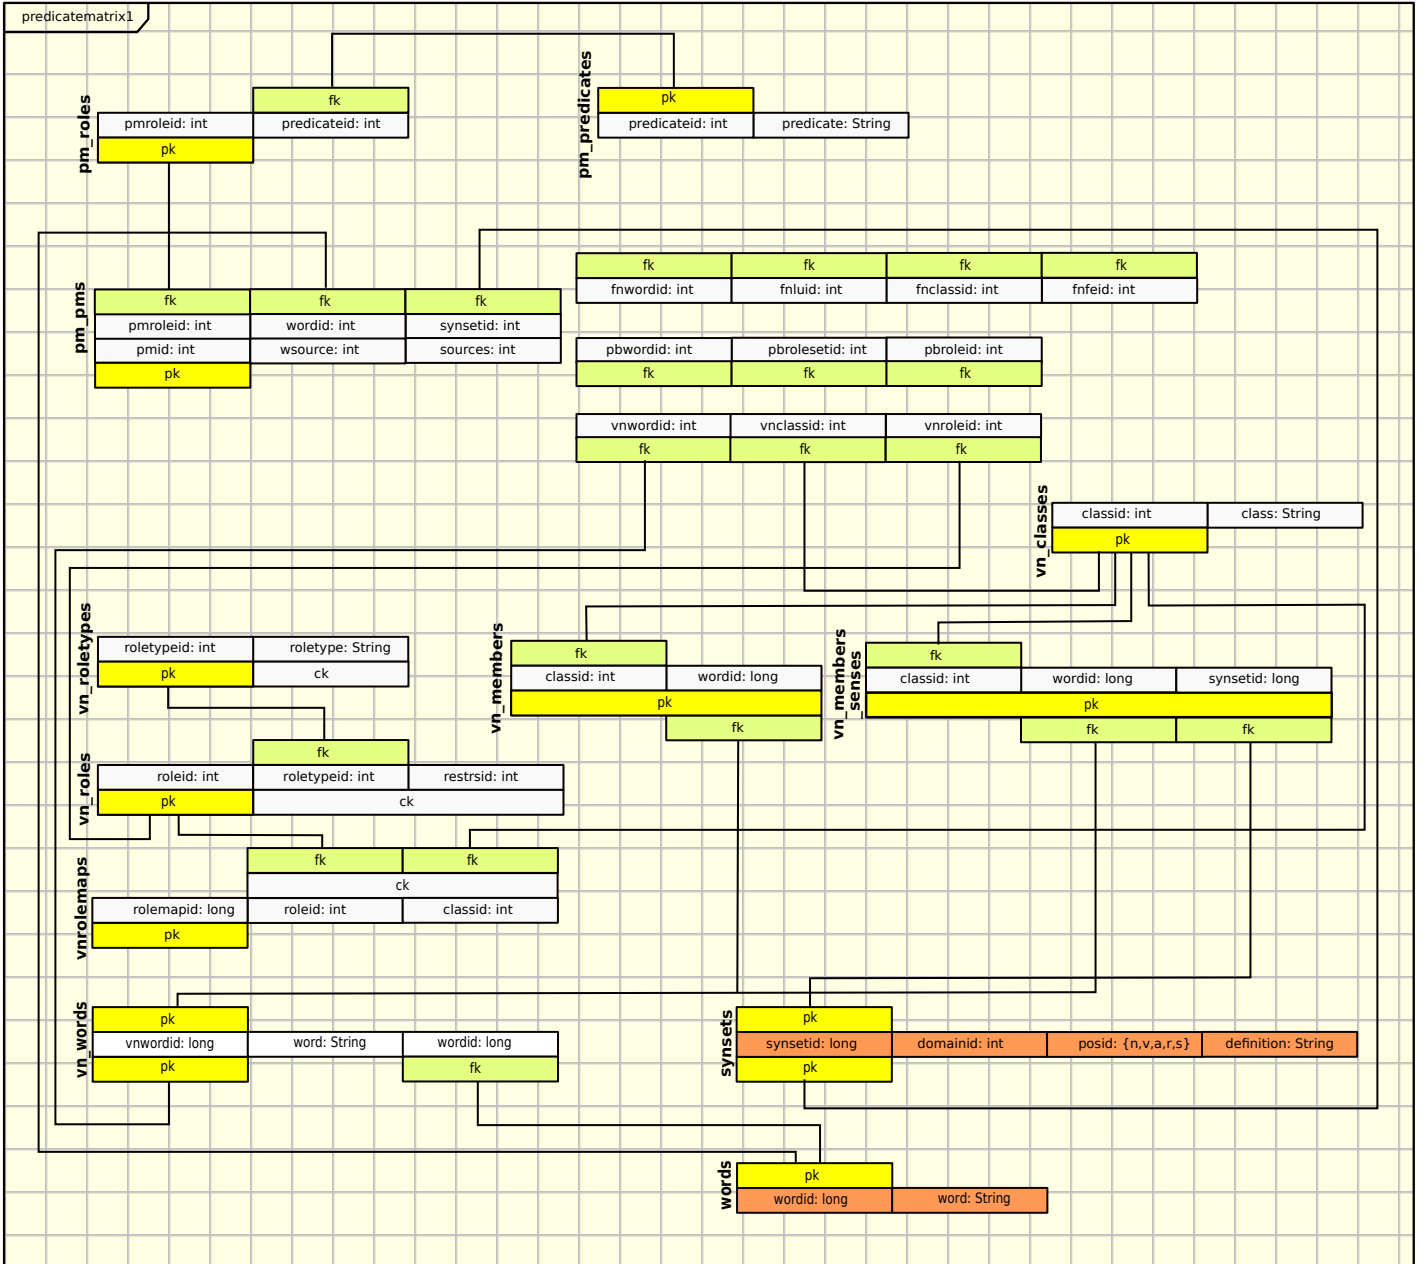 predicatematrix1
pm_roles
fk
pmroleid: int predicateid: int
pk
pm_predicates
pk
predicateid: int predicate: String
pm_pms
fk fk fk
pmroleid: int wordid: int synsetid: int
pmid: int wsource: int sources: int
pk
fk fk fk fk
fnwordid: int fnluid: int fnclassid: int fnfeid: int
pbwordid: int pbrolesetid: int pbroleid: int
fk fk fk
vnwordid: int vnclassid: int vnroleid: int
fk fk fk
vn_classes
classid: int class: String
pk
vn_roletypes
roletypeid: int roletype: String
pk ck
vn_members
fk
classid: int wordid: long
pk
fk
vn_members
_senses
fk
classid: int wordid: long synsetid: long
pk
fk fk
vn_roles
fk
roleid: int roletypeid: int restrsid: int
pk ck
vnrolemaps
fk fk
ck
rolemapid: long roleid: int classid: int
pk
vn_words
pk
vnwordid: long word: String wordid: long
pk fk
synsets
pk
synsetid: long domainid: int posid: {n,v,a,r,s} definition: String
pk
words
pk
wordid: long word: String